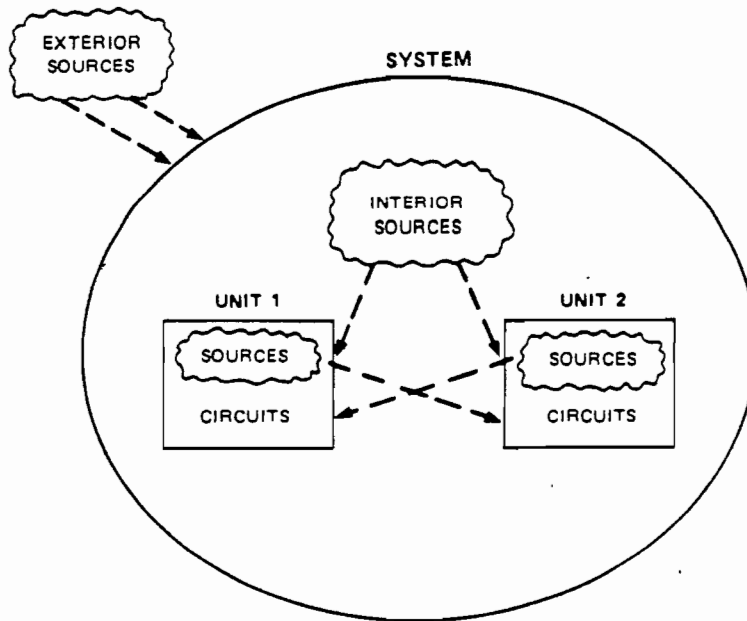 EXTERIOR
SOURCES
SYSTEM
INTERIOR
SOURCES
UNIT 1
UNIT 2
SOURCES
SOURCES
CIRCUITS
CIRCUITS